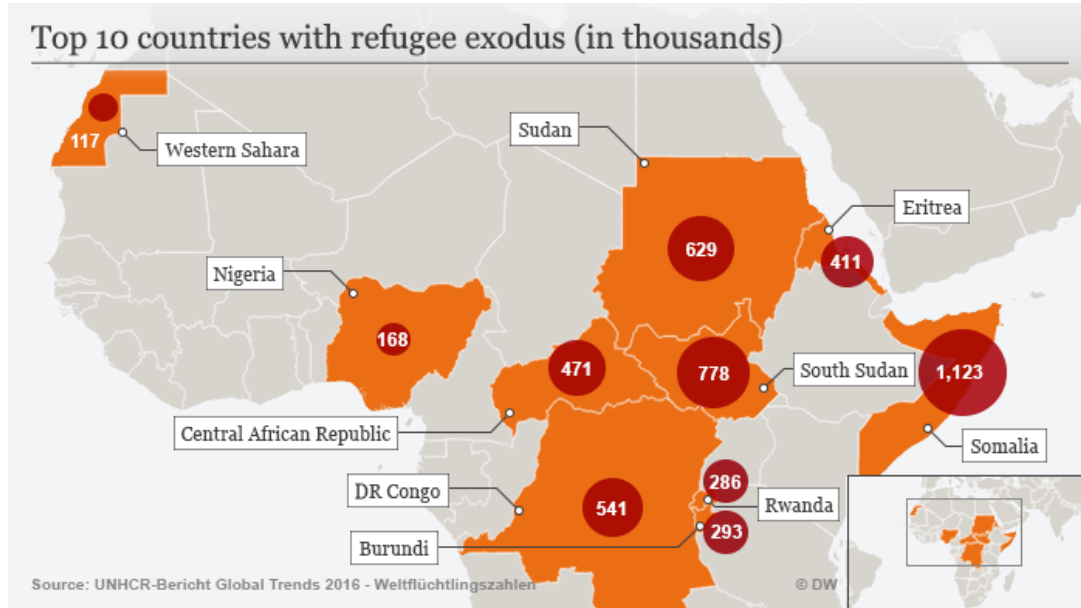 Top 10 countries with refugee exodus (in thousands)
117
Western Sahara
Sudan
Eritrea
629
411
Nigeria
168
471
778
South Sudan
1,123
Central African Republic
Somalia
DR Congo
541
286
Rwanda
293
Burundi
Source: UNHCR-Bericht Global Trends 2016 - Weltflüchtlingszahlen
© DW